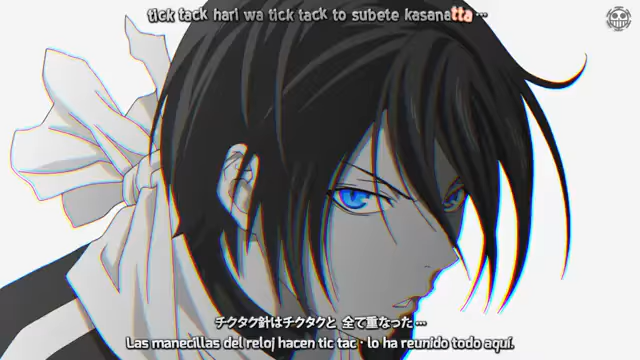 tick tack hari wa tick tack to subete kasanatta…
チクタク針はチクタクと 全て重なった…
Las manecillas del reloj hacen tic tac · lo ha reunido todo aquí.